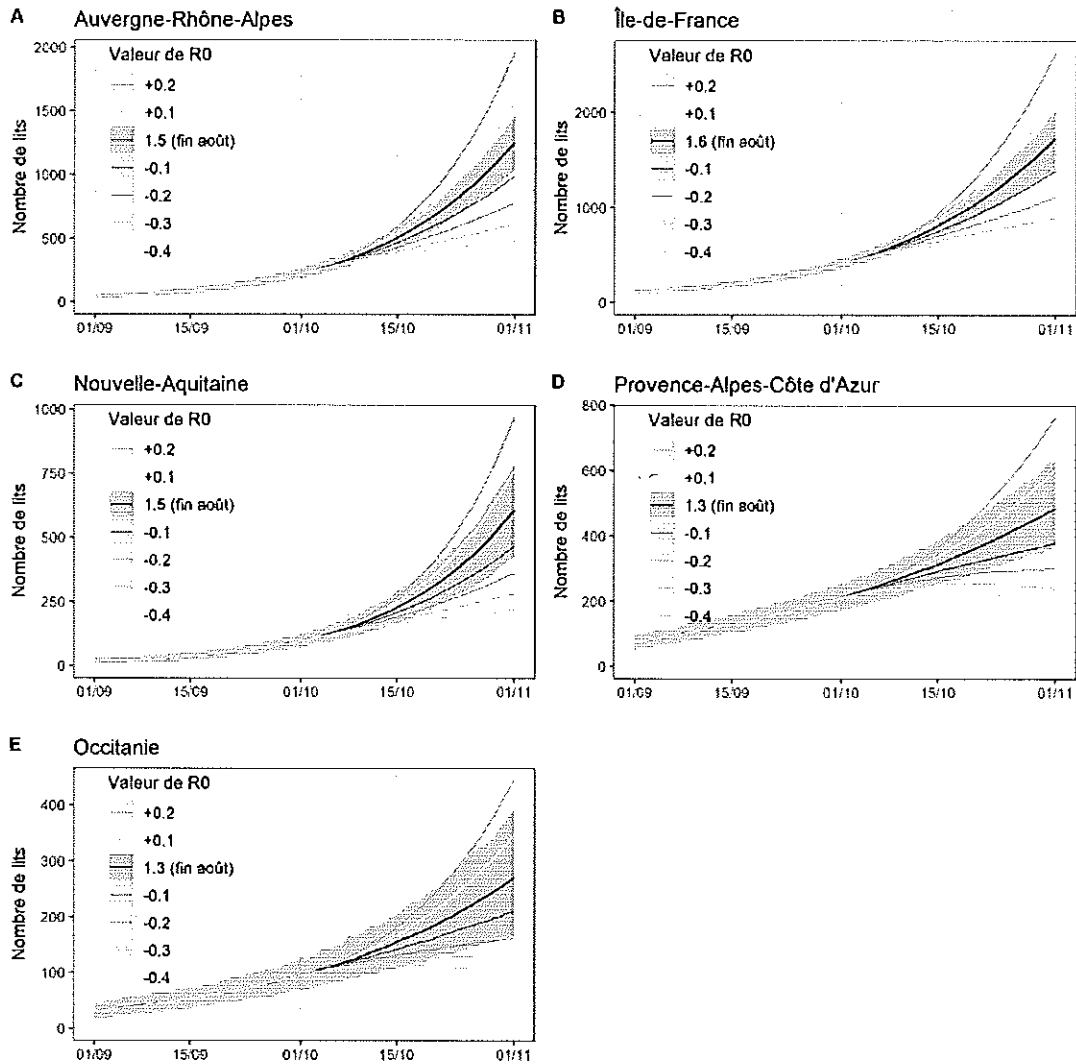 A Auvergne-Rhône-Alpes
Nombre de lits
2000
1500
1000
500
0
Valeur de R0
+0.2
+0.1
1.5 (fin août)
-0.1
-0.2
-0.3
-0.4
01/09 15/09 01/10 15/10 01/11
B Île-de-France
Nombre de lits
2000
1000
0
Valeur de R0
+0.2
+0.1
1.6 (fin août)
-0.1
-0.2
-0.3
-0.4
01/09 15/09 01/10 15/10 01/11
C Nouvelle-Aquitaine
Nombre de lits
1000
750
500
250
0
Valeur de R0
+0.2
+0.1
1.5 (fin août)
-0.1
-0.2
-0.3
-0.4
01/09 15/09 01/10 15/10 01/11
D Provence-Alpes-Côte d'Azur
Nombre de lits
800
600
400
200
0
Valeur de R0
+0.2
+0.1
1.3 (fin août)
-0.1
-0.2
-0.3
-0.4
01/09 15/09 01/10 15/10 01/11
E Occitanie
Nombre de lits
400
300
200
100
0
Valeur de R0
+0.2
+0.1
1.3 (fin août)
-0.1
-0.2
-0.3
-0.4
01/09 15/09 01/10 15/10 01/11